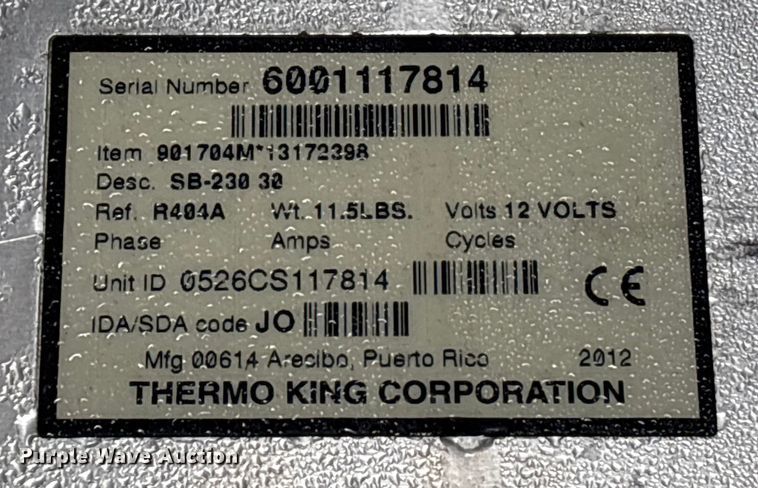 Serial Number 6001117814
Item 901704M*13172398
Desc. SB-230 30
Ref. R404A Wt. 11.5LBS. Volts 12 VOLTS
Phase Amps Cycles
Unit ID 0526CS117814 CE
IDA/SDA code JO
Mfg 00614 Arecibo, Puerto Rico 2012
THERMO KING CORPORATION
Purple Wave Auction